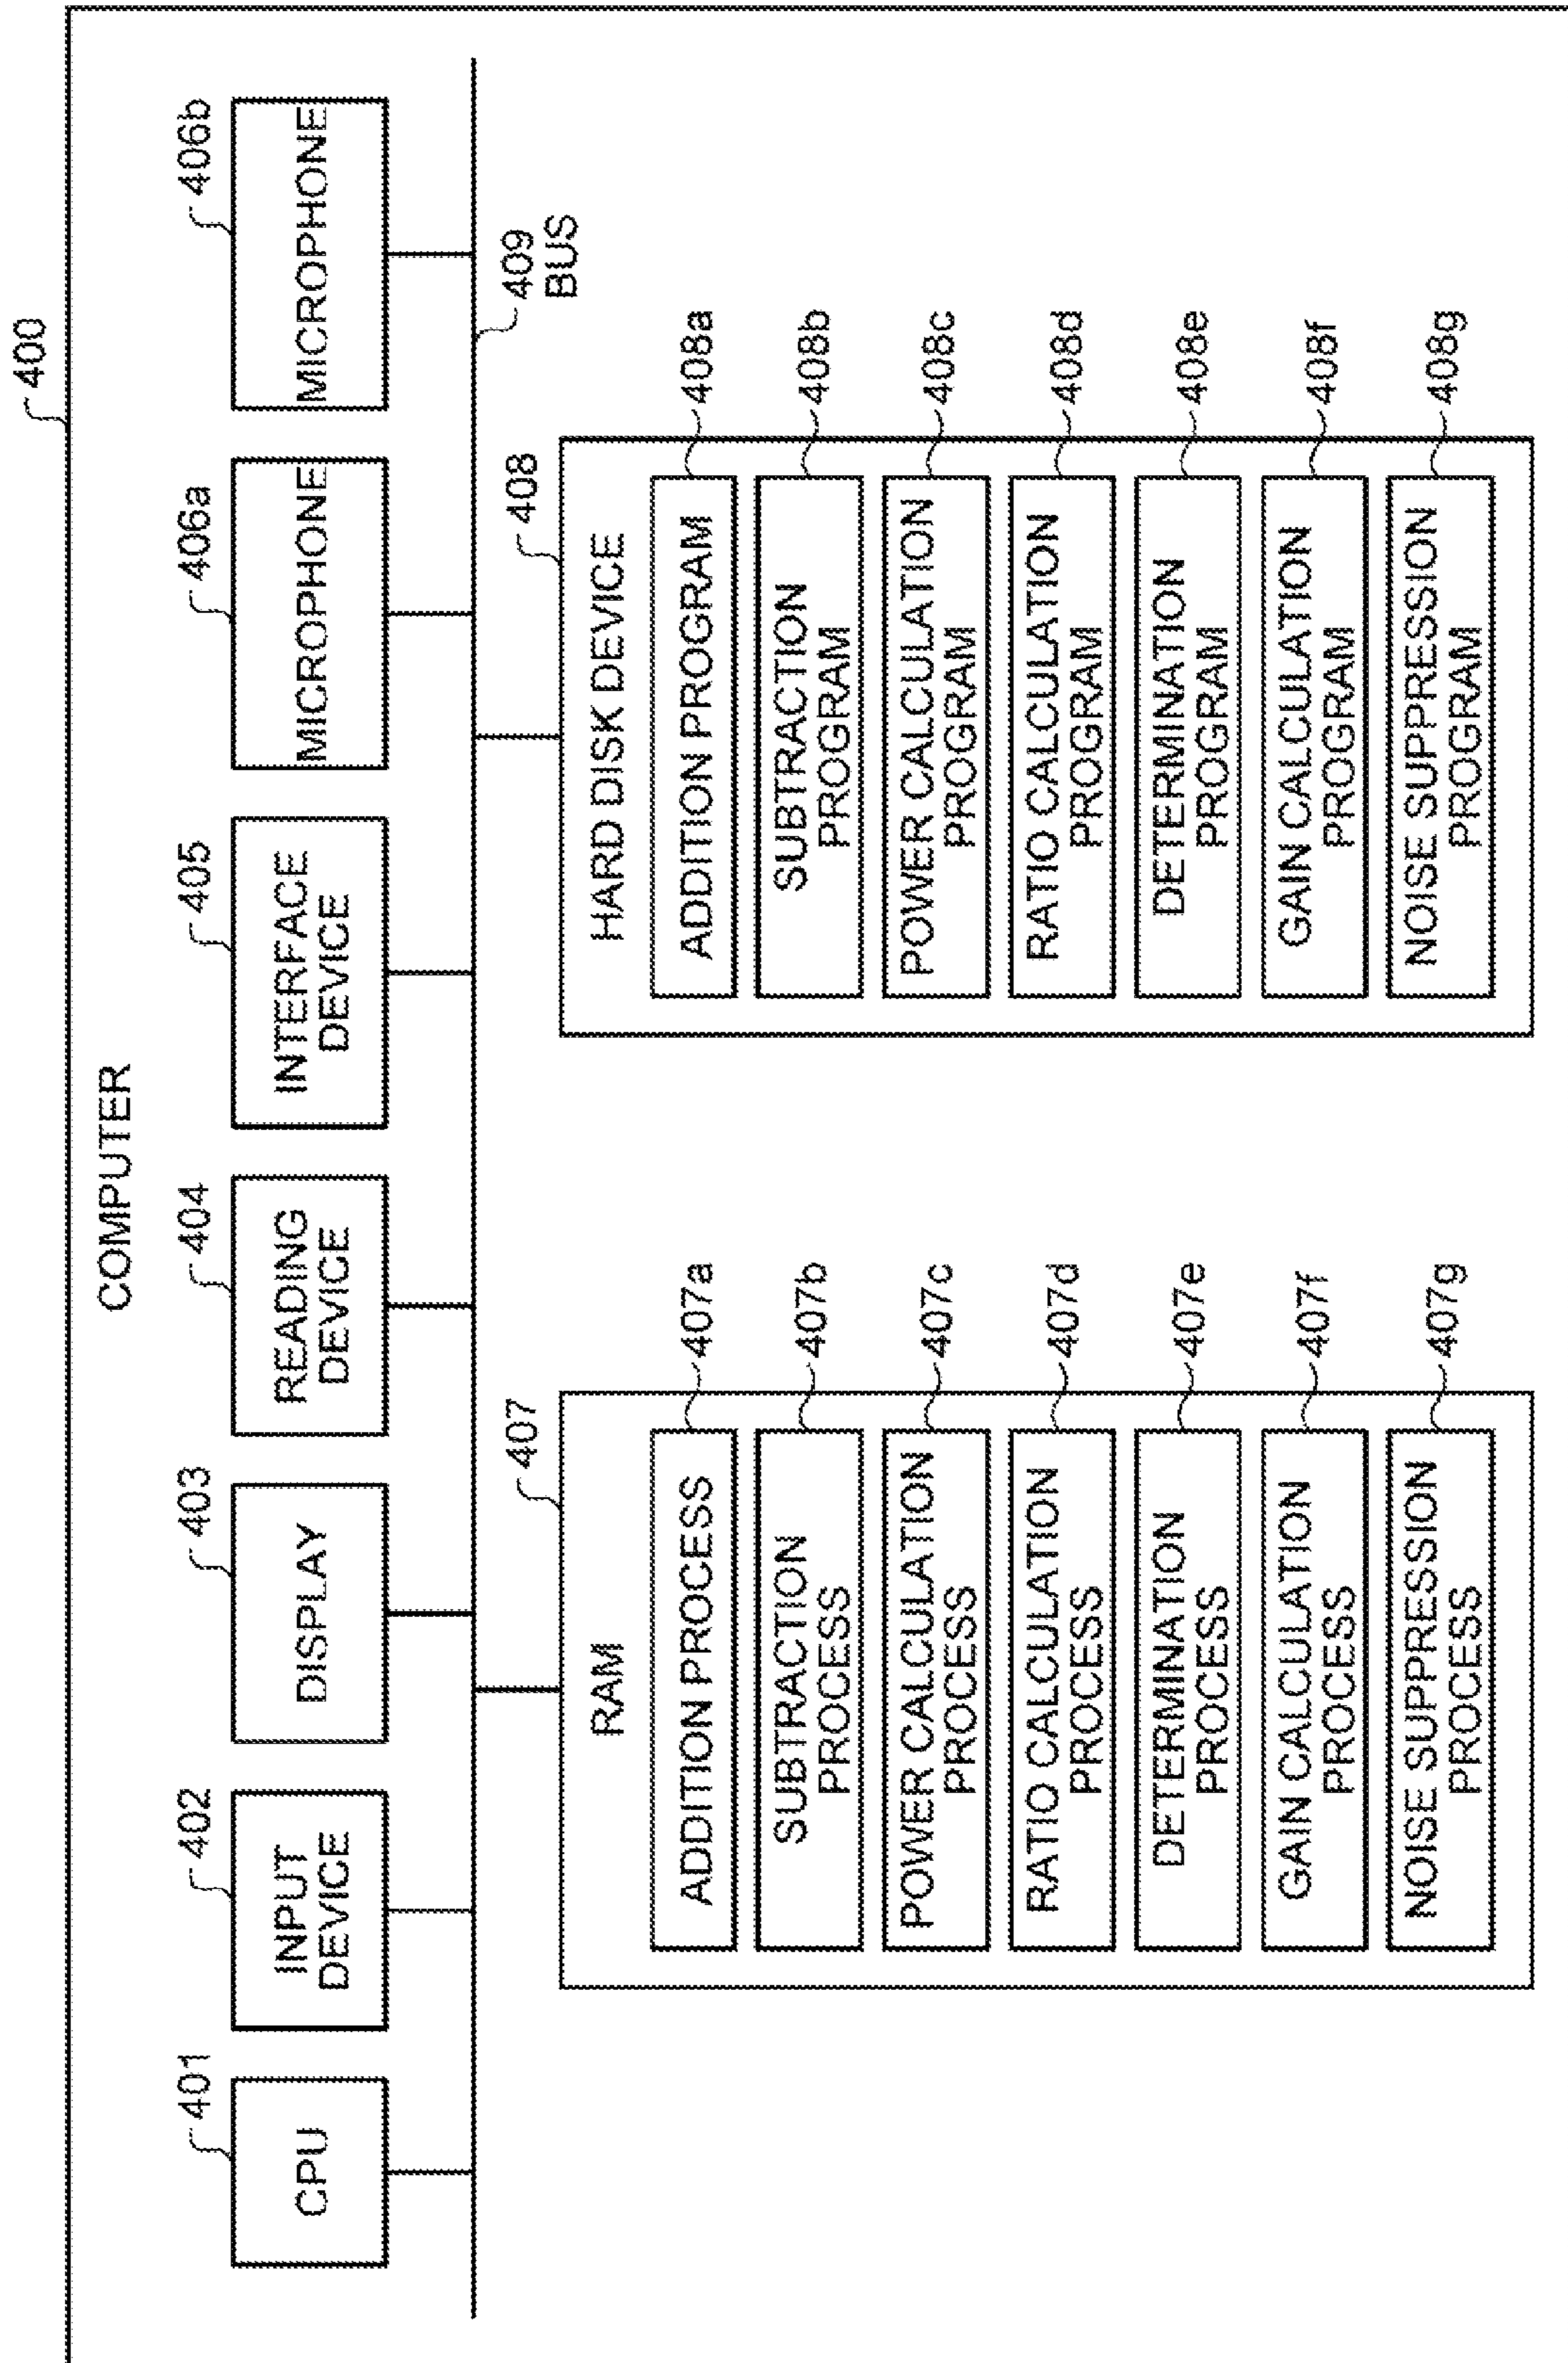 400
COMPUTER
401
CPU
402
INPUT
DEVICE
403
DISPLAY
404
READING
DEVICE
405
INTERFACE
DEVICE
406a
MICROPHONE
406b
MICROPHONE
409
BUS
407
RAM
ADDITION PROCESS
407a
SUBTRACTION
PROCESS
407b
POWER CALCULATION
PROCESS
407c
RATIO CALCULATION
PROCESS
407d
DETERMINATION
PROCESS
407e
GAIN CALCULATION
PROCESS
407f
NOISE SUPPRESSION
PROCESS
407g
408
HARD DISK DEVICE
ADDITION PROGRAM
408a
SUBTRACTION
PROGRAM
408b
POWER CALCULATION
PROGRAM
408c
RATIO CALCULATION
PROGRAM
408d
DETERMINATION
PROGRAM
408e
GAIN CALCULATION
PROGRAM
408f
NOISE SUPPRESSION
PROGRAM
408g